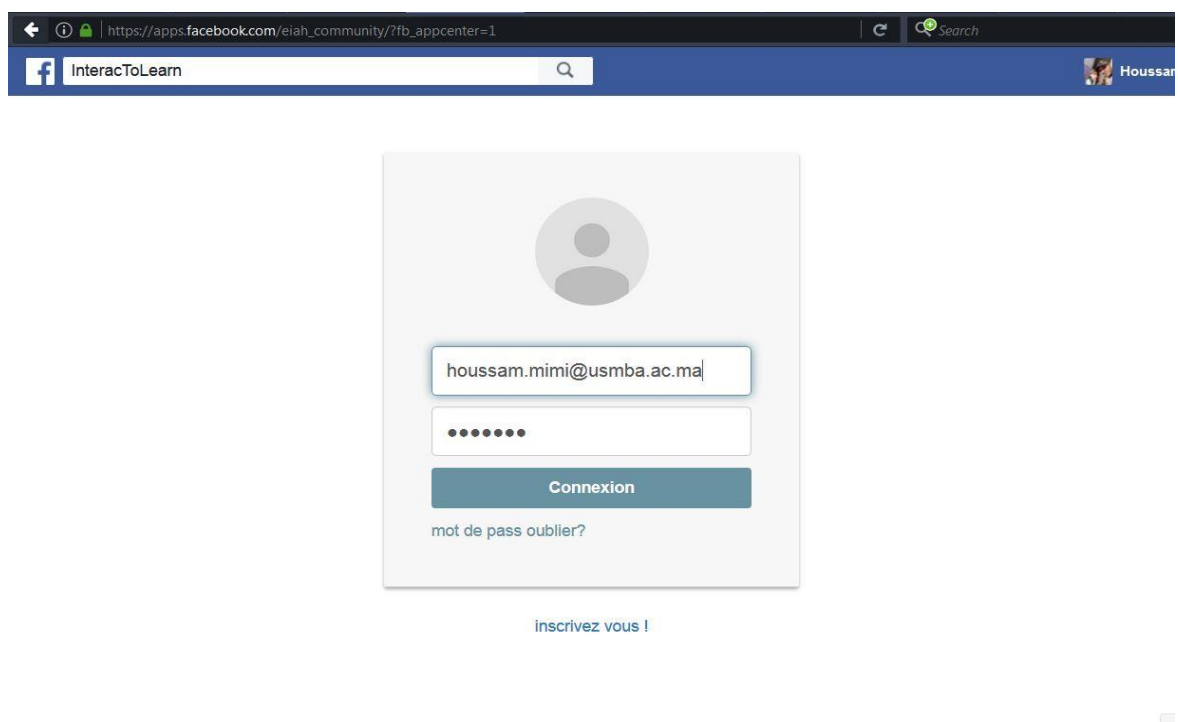 https://apps.facebook.com/eiah_community/?fb_appcenter=1
Search
f InteracToLearn
Houssar
houssam.mimi@usmba.ac.ma
•••••••
Connexion
mot de pass oublier?
inscrivez vous !